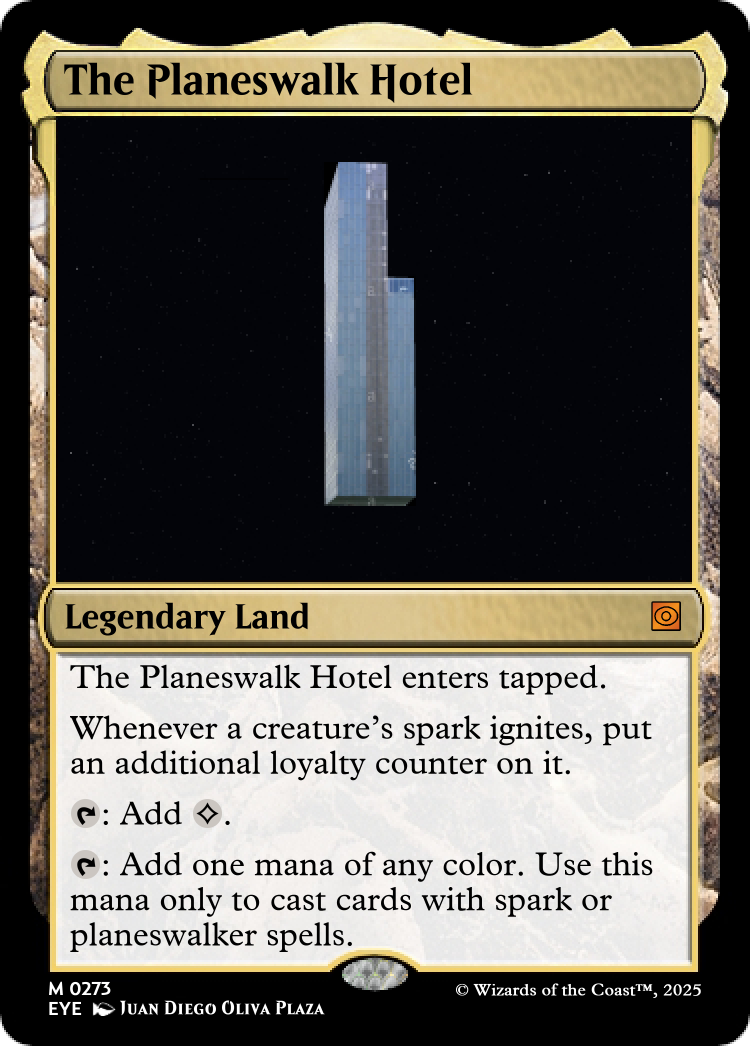 The Planeswalk Hotel
Legendary Land
The Planeswalk Hotel enters tapped.
Whenever a creature's spark ignites, put
an additional loyalty counter on it.
: Add .
: Add one mana of any color. Use this
mana only to cast cards with spark or
planeswalker spells.
M 0273
EYE Juan Diego Oliva Plaza
© Wizards of the Coast™, 2025